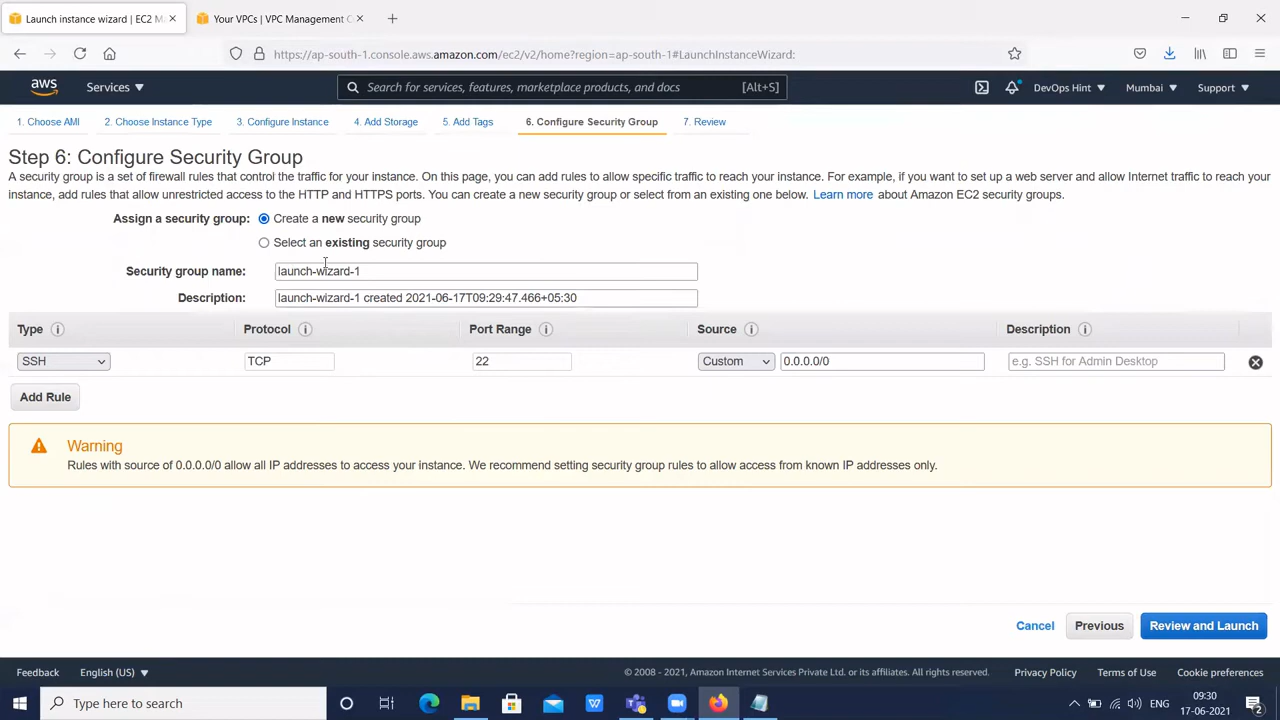 Launch instance wizard | EC2 M
Your VPCs | VPC Management C
https://ap-south-1.console.aws.amazon.com/ec2/v2/home?region=ap-south-1#LaunchInstanceWizard:
aws
Services
Search for services, features, marketplace products, and docs
[Alt+S]
DevOps Hint
Mumbai
Support
1. Choose AMI
2. Choose Instance Type
3. Configure Instance
4. Add Storage
5. Add Tags
6. Configure Security Group
7. Review
Step 6: Configure Security Group
A security group is a set of firewall rules that control the traffic for your instance. On this page, you can add rules to allow specific traffic to reach your instance. For example, if you want to set up a web server and allow Internet traffic to reach your
instance, add rules that allow unrestricted access to the HTTP and HTTPS ports. You can create a new security group or select from an existing one below. Learn more about Amazon EC2 security groups.
Assign a security group:
Create a new security group
Select an existing security group
Security group name:
launch-wizard-1
Description:
launch-wizard-1 created 2021-06-17T09:29:47.466+05:30
Type
Protocol
Port Range
Source
Description
SSH
TCP
22
Custom
0.0.0.0/0
e.g. SSH for Admin Desktop
Add Rule
Warning
Rules with source of 0.0.0.0/0 allow all IP addresses to access your instance. We recommend setting security group rules to allow access from known IP addresses only.
Cancel
Previous
Review and Launch
Feedback
English (US)
© 2008 - 2021, Amazon Internet Services Private Ltd. or its affiliates. All rights reserved.
Privacy Policy
Terms of Use
Cookie preferences
Type here to search
ENG
09:30
17-06-2021
2